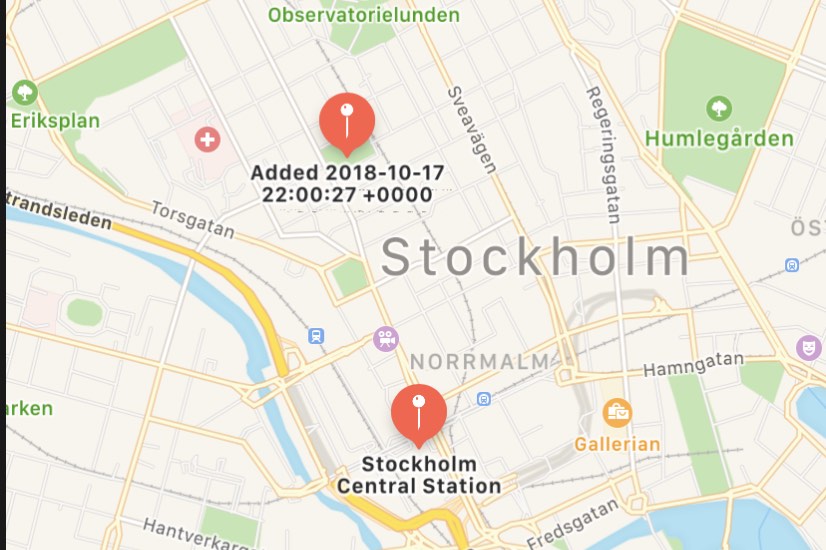 Observatorielunden
Eriksplan
Sveavägen
Regeringsgatan
Humlegården
Added 2018-10-17
22:00:27 +0000
trandsleden
Torsgatan
Stockholm
ÖS
NORRMALM
Hamngatan
arken
Gallerian
Stockholm
Central Station
Hantverkarg
Fredsgatan